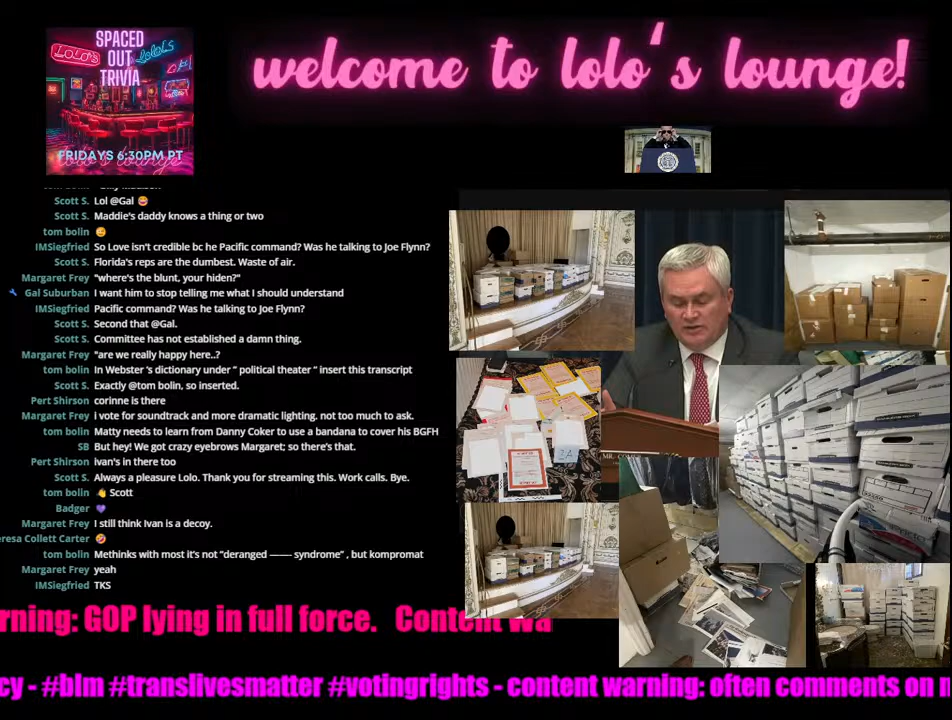 SPACED
OUT
TRIVIA
LOLO'S
FRIDAYS 6:30PM PT
lolo's lounge
welcome to lolo's lounge!
Scott S. Lol @Gal 😄
Scott S. Maddie's daddy knows a thing or two
tom bolin 😊
IMSiegfried So Love isn't credible bc he Pacific command? Was he talking to Joe Flynn?
Scott S. Florida's reps are the dumbest. Waste of air.
Margaret Frey "where's the blunt, your hiden?"
Gal Suburban I want him to stop telling me what I should understand
IMSiegfried Pacific command? Was he talking to Joe Flynn?
Scott S. Second that @Gal.
Scott S. Committee has not established a damn thing.
Margaret Frey "are we really happy here..?
tom bolin In Webster 's dictionary under " political theater " insert this transcript
Scott S. Exactly @tom bolin, so inserted.
Pert Shirson corinne is there
Margaret Frey i vote for soundtrack and more dramatic lighting. not too much to ask.
tom bolin Matty needs to learn from Danny Coker to use a bandana to cover his BGFH
SB But hey! We got crazy eyebrows Margaret; so there's that.
Pert Shirson ivan's in there too
Scott S. Always a pleasure Lolo. Thank you for streaming this. Work calls. Bye.
tom bolin 👋 Scott
Badger 💜
Margaret Frey I still think Ivan is a decoy.
eresa Collett Carter 🤣
tom bolin Methinks with most it's not "deranged —— syndrome" , but kompromat
Margaret Frey yeah
IMSiegfried TKS
MR.
rning: GOP lying in full force. Content wa
cy - #blm #translivesmatter #votingrights - content warning: often comments on